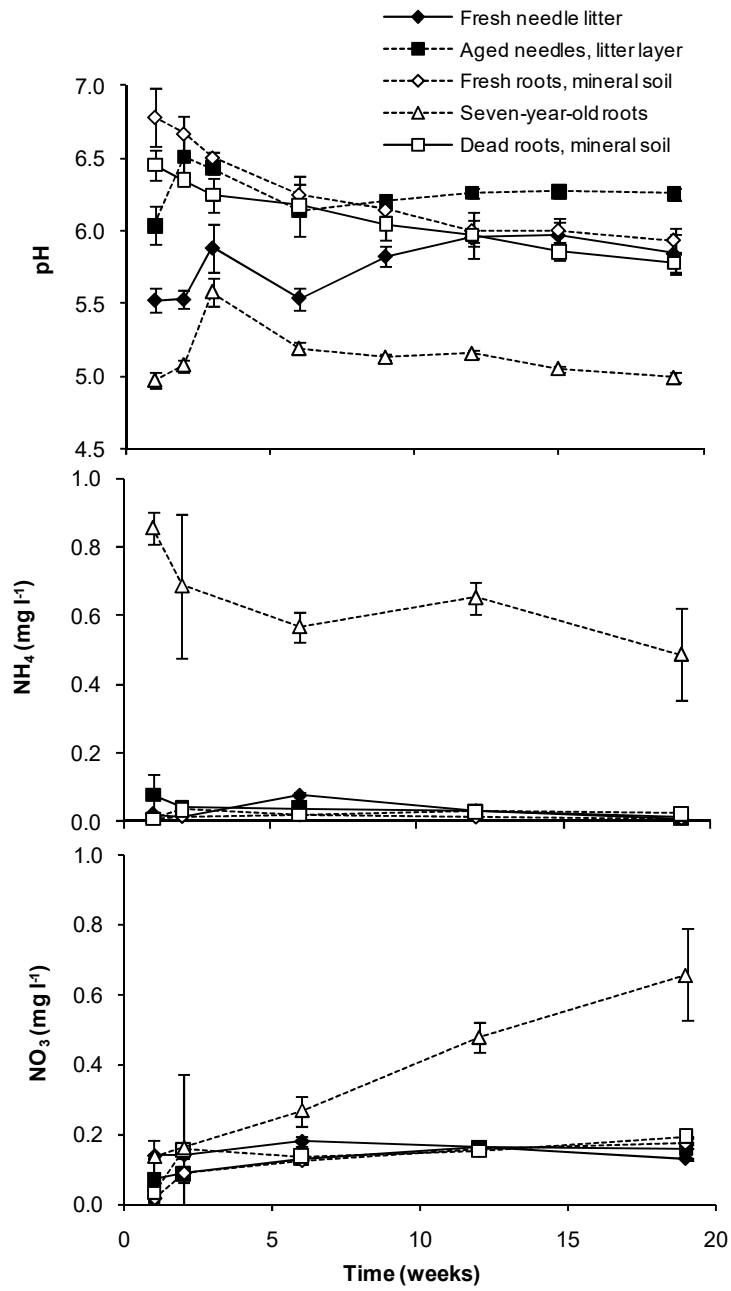 Fresh needle litter
Aged needles, litter layer
Fresh roots, mineral soil
Seven-year-old roots
Dead roots, mineral soil
7.0
6.5
6.0
5.5
5.0
4.5
pH
1.0
0.8
0.6
0.4
0.2
0.0
NH₄ (mg l⁻¹)
1.0
0.8
0.6
0.4
0.2
0.0
NO₃ (mg l⁻¹)
0 5 10 15 20
Time (weeks)